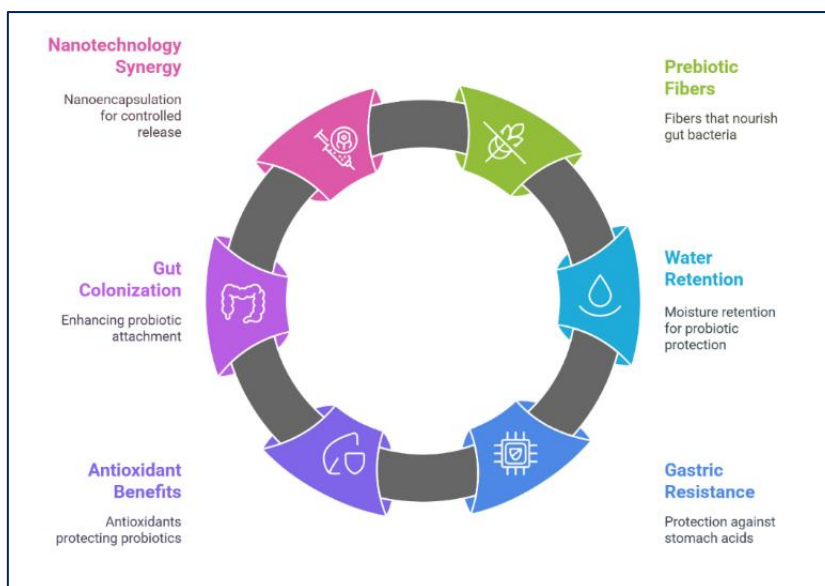 Nanotechnology
Synergy
Nanoencapsulation
for controlled
release
Prebiotic
Fibers
Fibers that nourish
gut bacteria
Gut
Colonization
Enhancing probiotic
attachment
Water
Retention
Moisture retention
for probiotic
protection
Antioxidant
Benefits
Antioxidants
protecting probiotics
Gastric
Resistance
Protection against
stomach acids